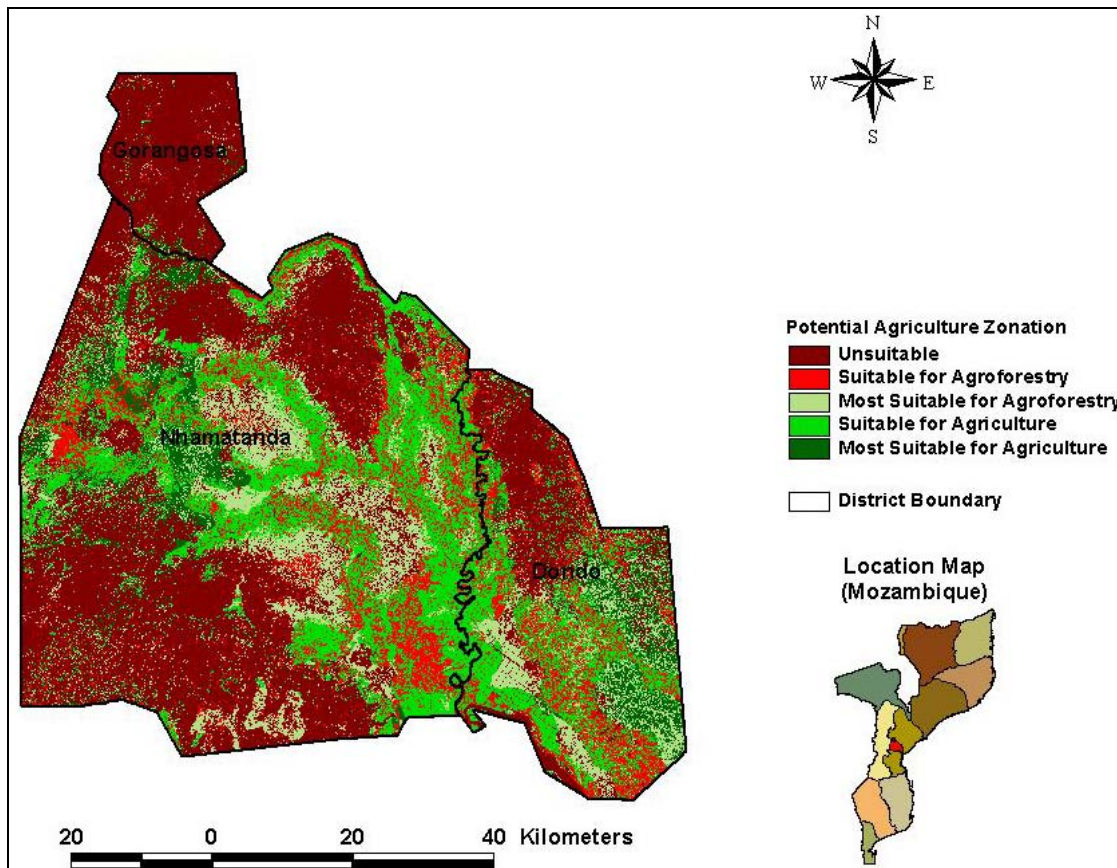 N
W E
S
Gorangosa
Nhamatanda
Dondo
Potential Agriculture Zonation
Unsuitable
Suitable for Agroforestry
Most Suitable for Agroforestry
Suitable for Agriculture
Most Suitable for Agriculture
District Boundary
Location Map
(Mozambique)
20 0 20 40 Kilometers